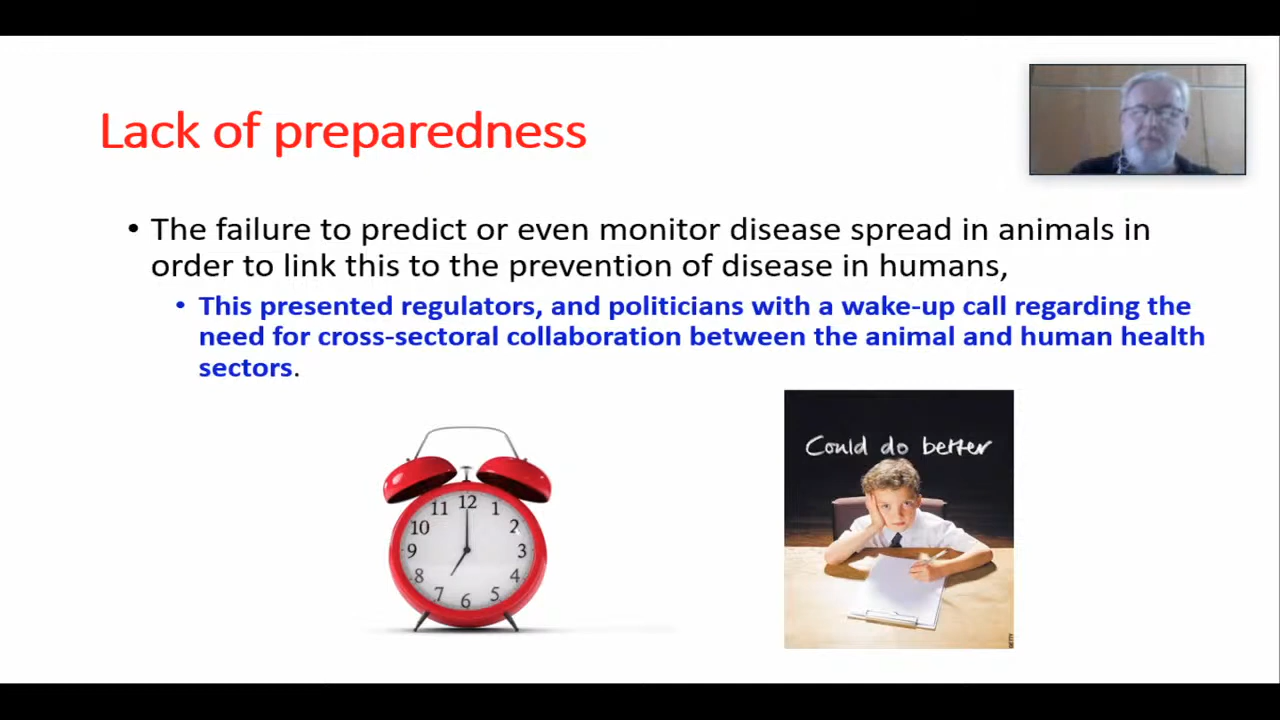 Lack of preparedness
• The failure to predict or even monitor disease spread in animals in
order to link this to the prevention of disease in humans,
• This presented regulators, and politicians with a wake-up call regarding the
need for cross-sectoral collaboration between the animal and human health
sectors.
Could do better
12
11 1
10 2
9 3
8 4
7 5
6